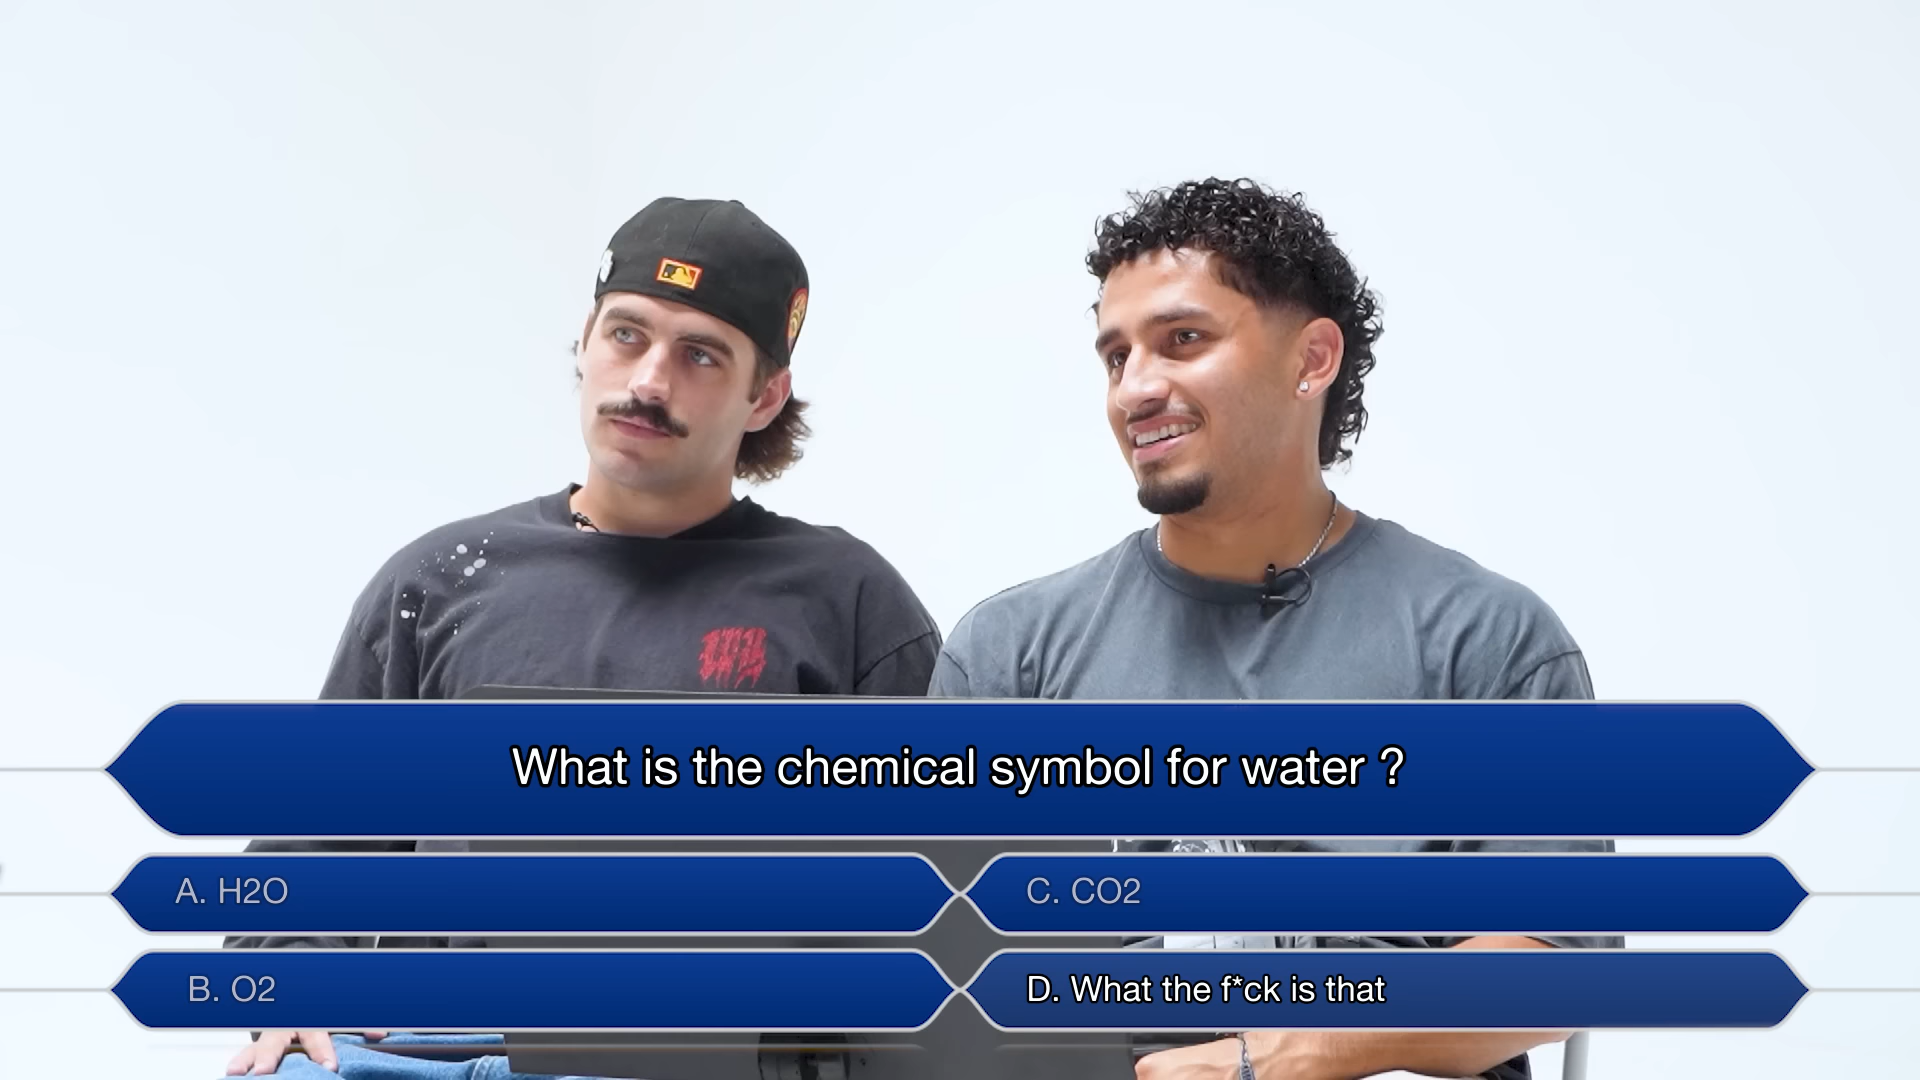 What is the chemical symbol for water ?
A. H2O
C. CO2
B. O2
D. What the f*ck is that